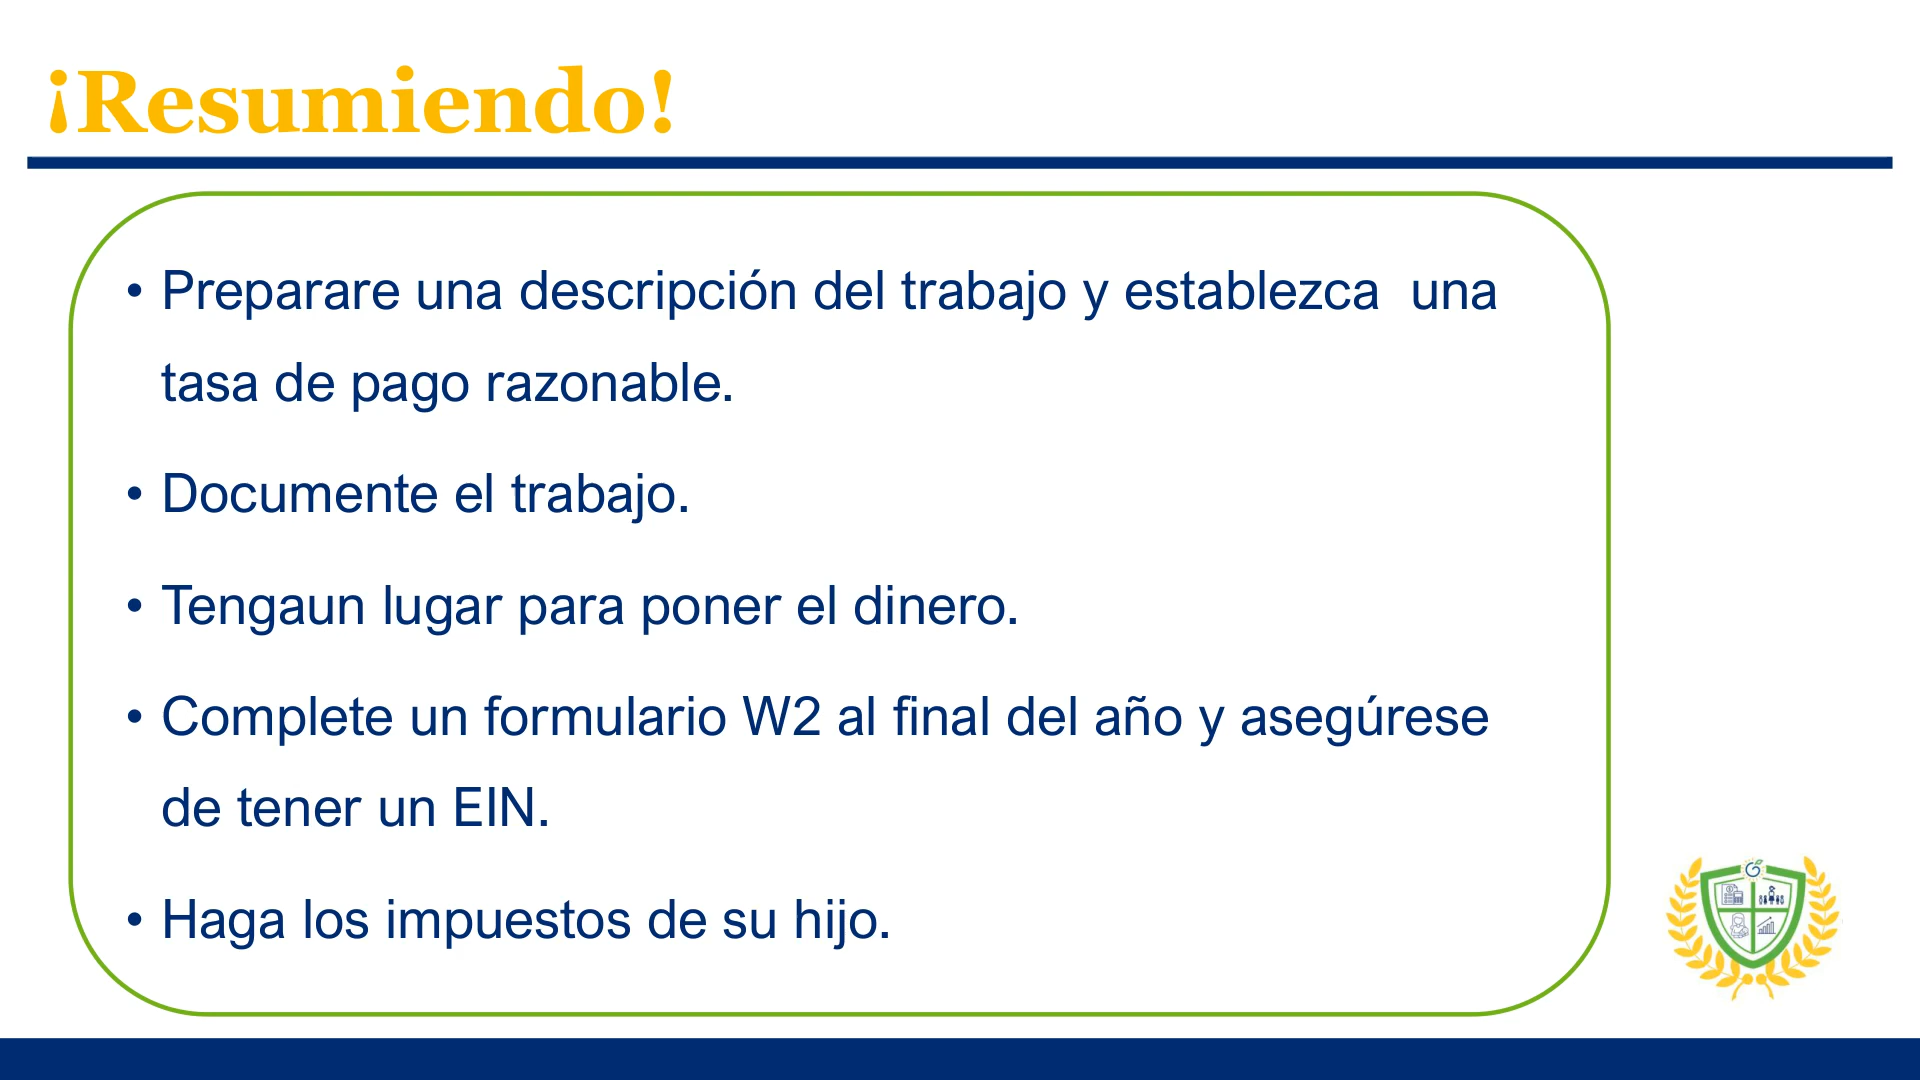 ¡Resumiendo!
• Preparare una descripción del trabajo y establezca  una
tasa de pago razonable.
• Documente el trabajo.
• Tengaun lugar para poner el dinero.
• Complete un formulario W2 al final del año y asegúrese
de tener un EIN.
• Haga los impuestos de su hijo.